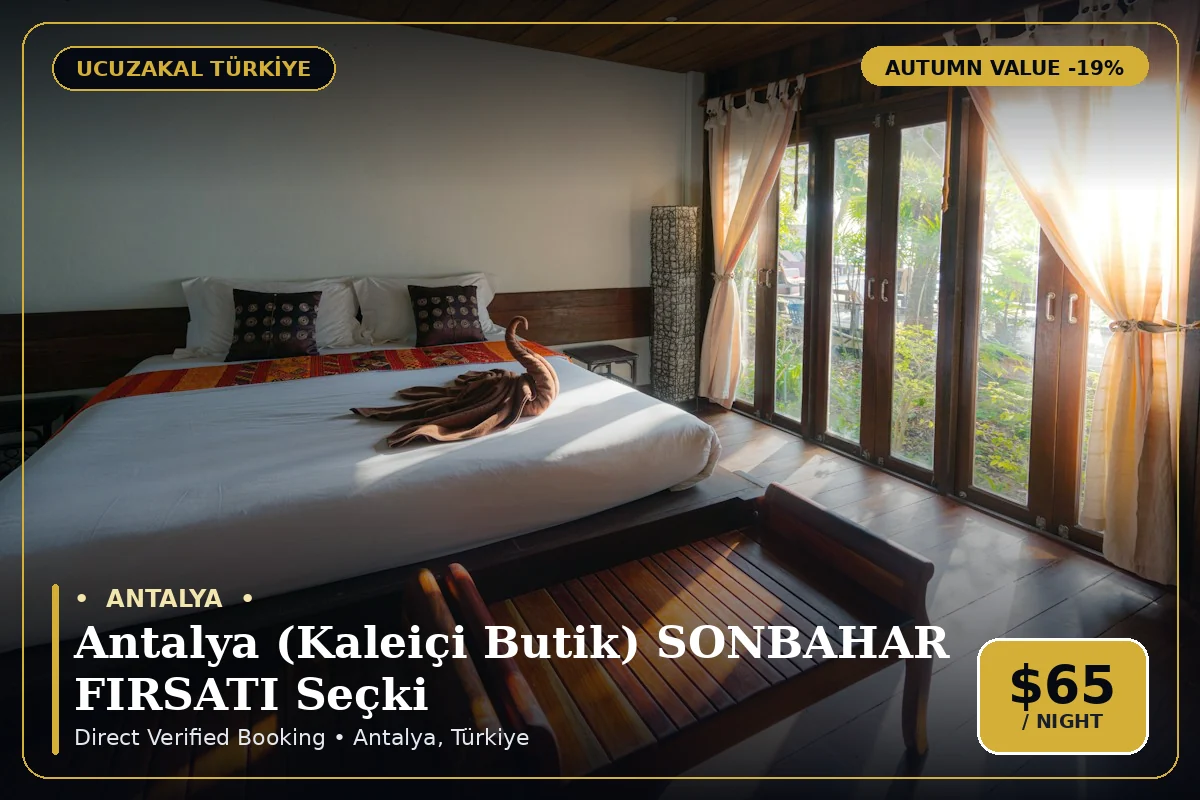 UCUZAKAL TÜRKİYE
AUTUMN VALUE -19%
• ANTALYA •
Antalya (Kaleiçi Butik) SONBAHAR
FIRSATI Seçki
Direct Verified Booking • Antalya, Türkiye
$65
/ NIGHT